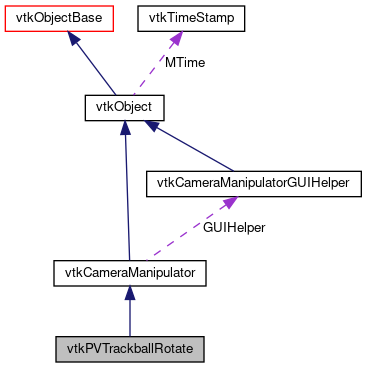 vtkObjectBase
vtkTimeStamp
MTime
vtkObject
vtkCameraManipulatorGUIHelper
GUIHelper
vtkCameraManipulator
vtkPVTrackballRotate